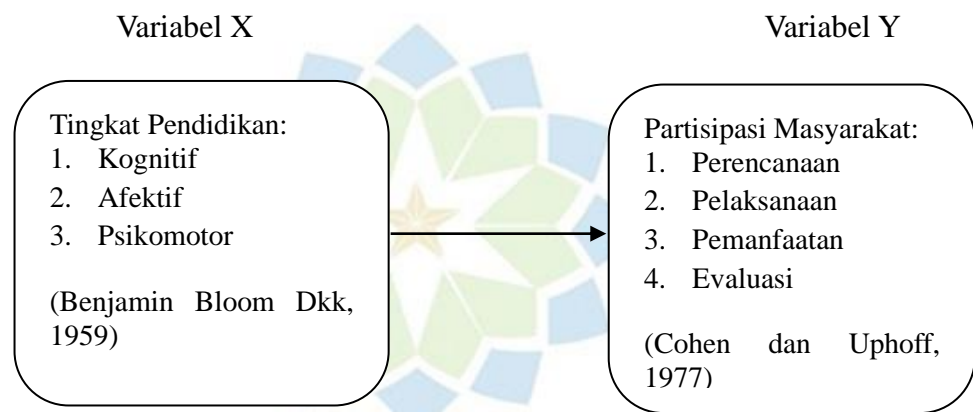 Variabel X
Variabel Y
Tingkat Pendidikan:
1. Kognitif
2. Afektif
3. Psikomotor
(Benjamin Bloom Dkk,
1959)
Partisipasi Masyarakat:
1. Perencanaan
2. Pelaksanaan
3. Pemanfaatan
4. Evaluasi
(Cohen dan Uphoff,
1977)